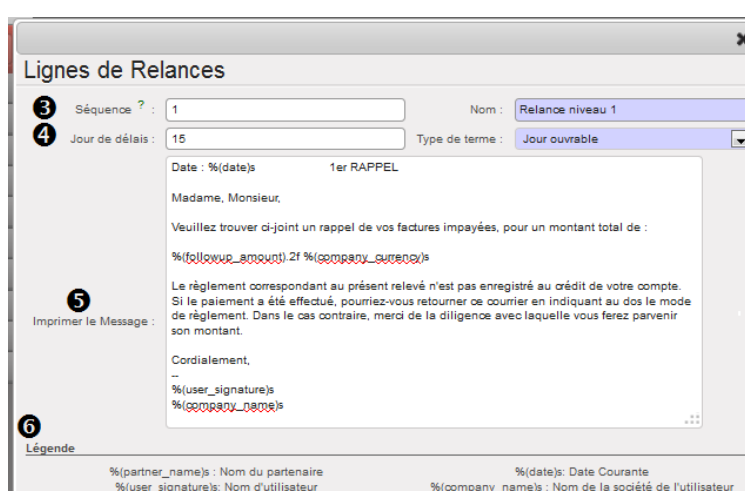 Lignes de Relances
❸ Séquence ? : 1 Nom : Relance niveau 1
❹ Jour de délais : 15 Type de terme : Jour ouvrable
Date : %(date)s 1er RAPPEL
Madame, Monsieur,
Veuillez trouver ci-joint un rappel de vos factures impayées, pour un montant total de :
%(followup_amount).2f %(company_currency)s
Le règlement correspondant au présent relevé n'est pas enregistré au crédit de votre compte.
Si le paiement a été effectué, pourriez-vous retourner ce courrier en indiquant au dos le mode
❺
Imprimer le Message : de règlement. Dans le cas contraire, merci de la diligence avec laquelle vous ferez parvenir
son montant.
Cordialement,
--
%(user_signature)s
%(company_name)s
❻
Légende
%(partner_name)s : Nom du partenaire %(date)s: Date Courante
%(user_signature)s: Nom d'utilisateur %(company_name)s : Nom de la société de l'utilisateur